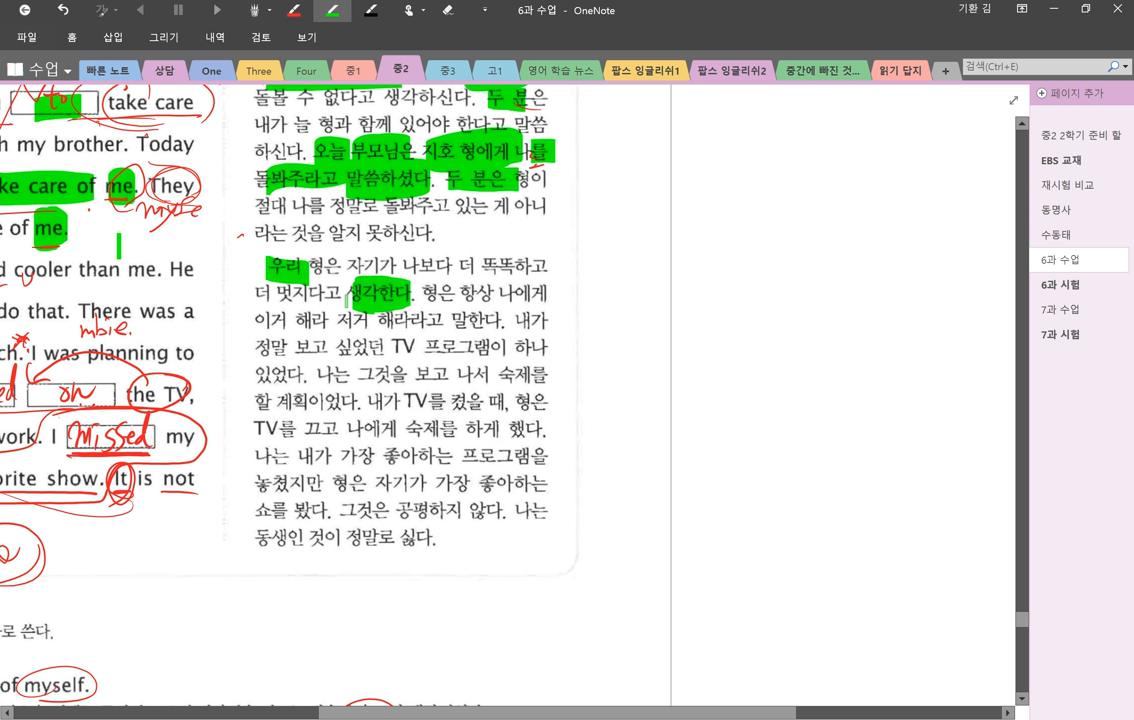 6과 수업 - OneNote
기환 김
파일 홈 삽입 그리기 내역 검토 보기
수업 빠른 노트 상담 One Three Four 중1 중2 중3 고1 영어 학습 뉴스 팝스 잉글리쉬1 팝스 잉글리쉬2 중간에 빠진 것... 읽기 답지 +
검색(Ctrl+E)
페이지 추가
중2 2학기 준비 할
EBS 교재
재시험 비교
동명사
수동태
6과 수업
6과 시험
7과 수업
7과 시험
to take care
h my brother. Today
ke care of me. They
e of me.
d cooler than me. He
do that. There was a
ch. I was planning to
on the TV,
work. I missed my
orite show. It is not
돌볼 수 없다고 생각하신다. 두 분은
내가 늘 형과 함께 있어야 한다고 말씀
하신다. 오늘 부모님은 지호 형에게 나를
돌봐주라고 말씀하셨다. 두 분은 형이
절대 나를 정말로 돌봐주고 있는 게 아니
라는 것을 알지 못하신다.
우리 형은 자기가 나보다 더 똑똑하고
더 멋지다고 생각한다. 형은 항상 나에게
이거 해라 저거 해라라고 말한다. 내가
정말 보고 싶었던 TV 프로그램이 하나
있었다. 나는 그것을 보고 나서 숙제를
할 계획이었다. 내가 TV를 켰을 때, 형은
TV를 끄고 나에게 숙제를 하게 했다.
나는 내가 가장 좋아하는 프로그램을
놓쳤지만 형은 자기가 가장 좋아하는
쇼를 봤다. 그것은 공평하지 않다. 나는
동생인 것이 정말로 싫다.
로 쓴다.
of myself.